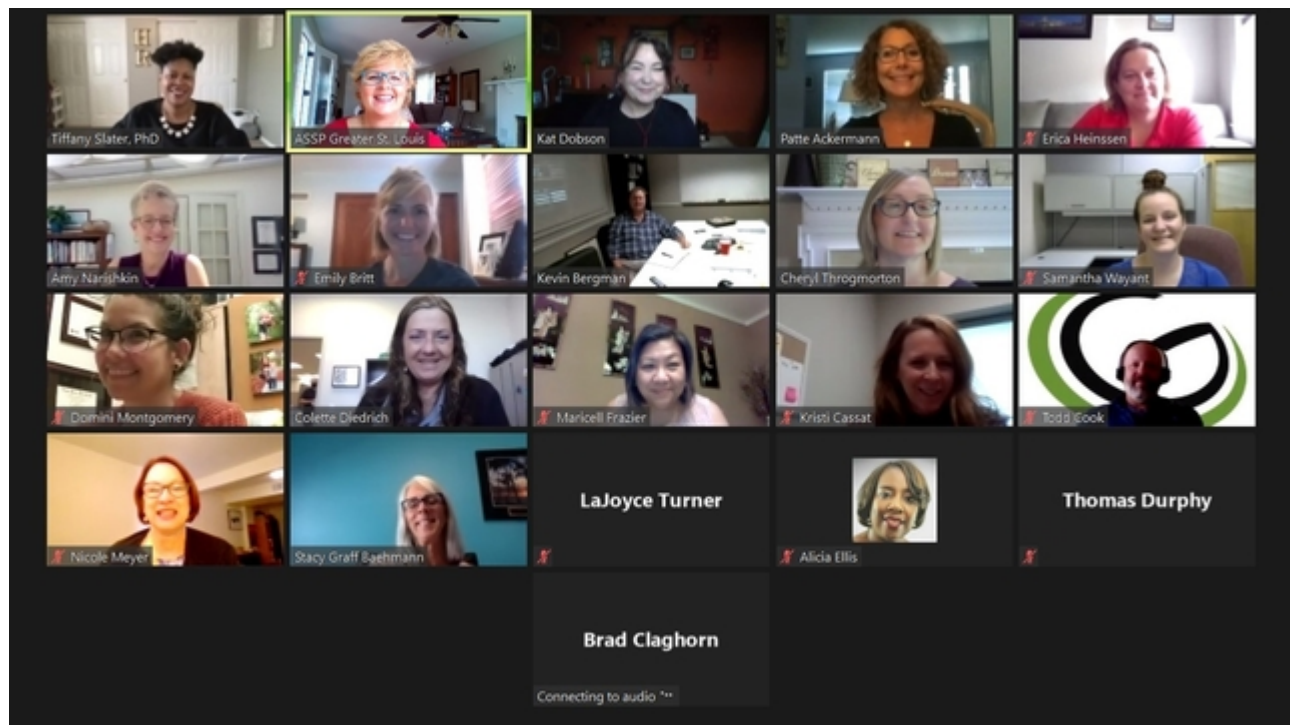 Tiffany Slater, PhD
ASSP Greater St. Louis
Kat Dobson
Patte Ackermann
Erica Heinssen
Amy Narishkin
Emily Britt
Kevin Bergman
Cheryl Throgmorton
Samantha Wayant
Domini Montgomery
Colette Diedrich
Maricell Frazier
Kristi Cassat
Todd Cook
Nicole Meyer
Stacy Graff Baehmann
LaJoyce Turner
Alicia Ellis
Thomas Durphy
Brad Claghorn
Connecting to audio